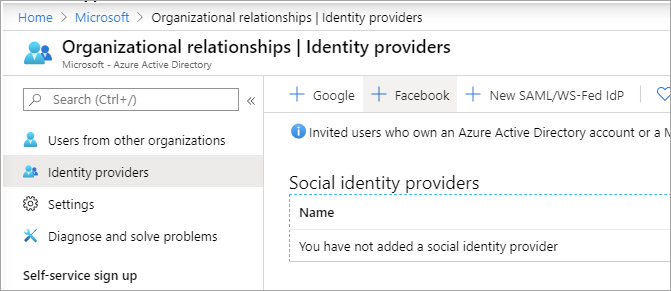 Home > Microsoft > Organizational relationships | Identity providers
Organizational relationships | Identity providers
Microsoft - Azure Active Directory
Search (Ctrl+/)
«
Users from other organizations
Identity providers
Settings
Diagnose and solve problems
Self-service sign up
+ Google + Facebook + New SAML/WS-Fed IdP
Invited users who own an Azure Active Directory account or a M
Social identity providers
Name
You have not added a social identity provider